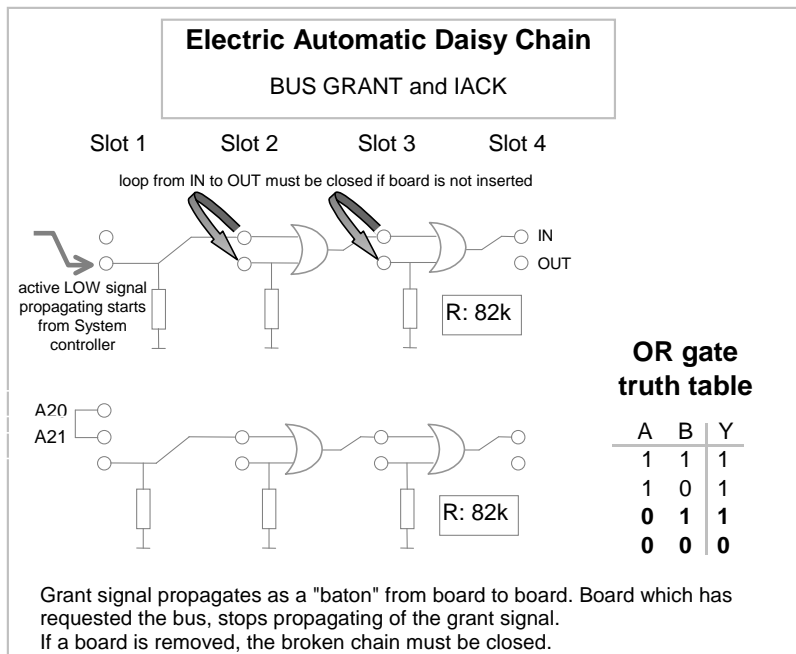 Electric Automatic Daisy Chain
BUS GRANT and IACK
Slot 1 Slot 2 Slot 3 Slot 4
loop from IN to OUT must be closed if board is not inserted
IN
OUT
active LOW signal
propagating starts
from System
controller
R: 82k
OR gate
truth table
A B Y
1 1 1
1 0 1
0 1 1
0 0 0
A20
A21
R: 82k
Grant signal propagates as a "baton" from board to board. Board which has
requested the bus, stops propagating of the grant signal.
If a board is removed, the broken chain must be closed.